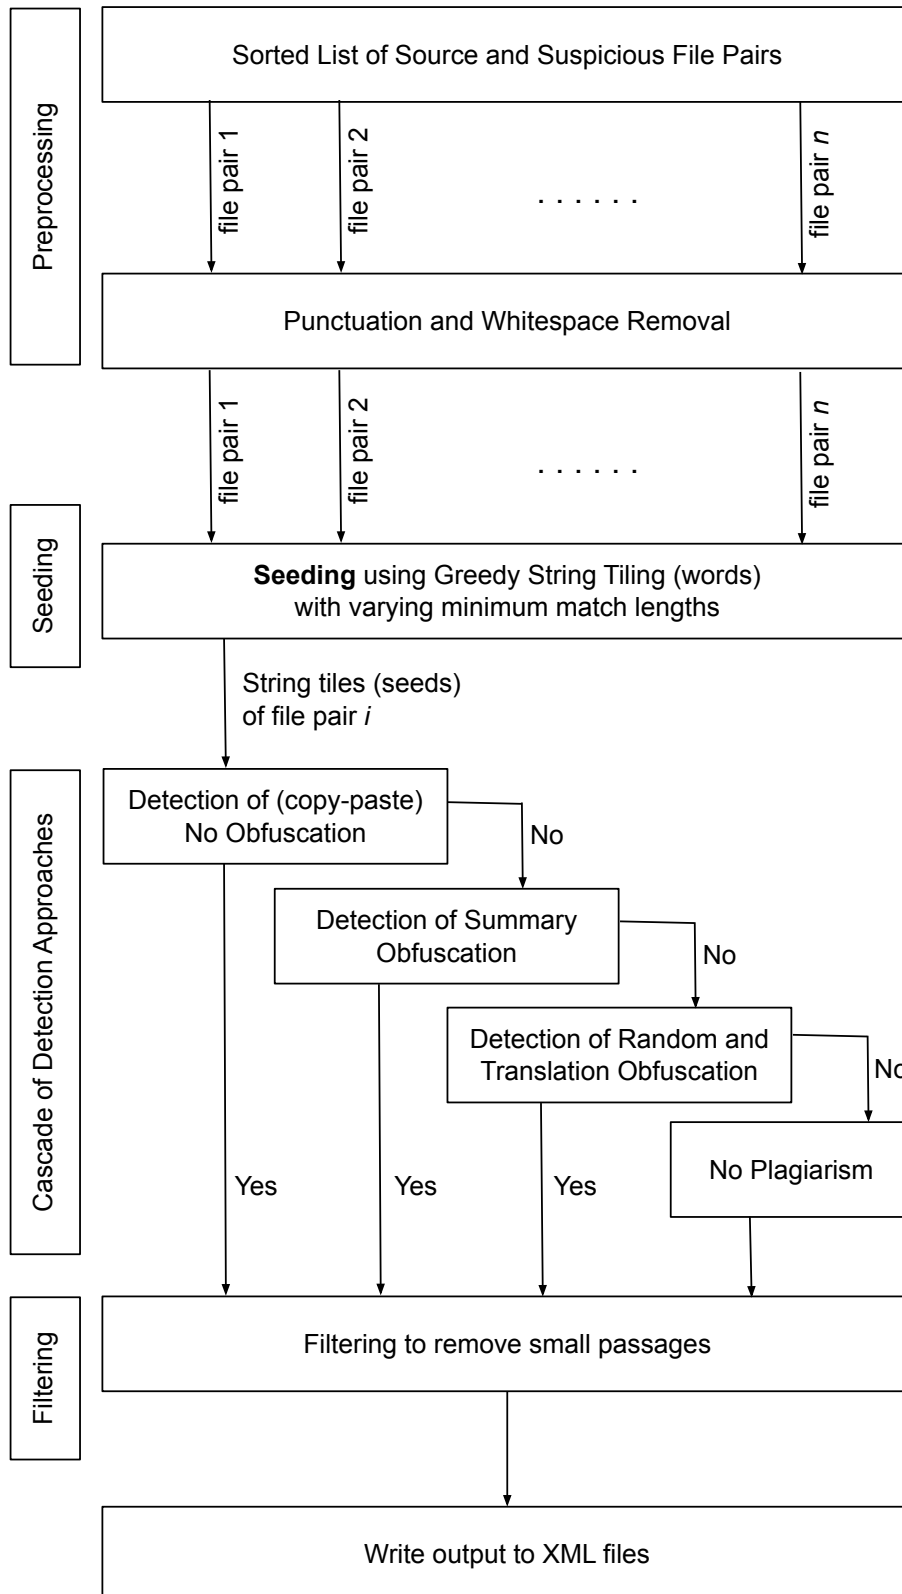 Preprocessing
Sorted List of Source and Suspicious File Pairs
file pair 1
file pair 2
. . . . . .
file pair n
Punctuation and Whitespace Removal
file pair 1
file pair 2
. . . . . .
file pair n
Seeding
Seeding using Greedy String Tiling (words)
with varying minimum match lengths
String tiles (seeds)
of file pair i
Cascade of Detection Approaches
Detection of (copy-paste)
No Obfuscation
No
Detection of Summary
Obfuscation
No
Detection of Random and
Translation Obfuscation
No
No Plagiarism
Yes
Yes
Yes
Filtering
Filtering to remove small passages
Write output to XML files